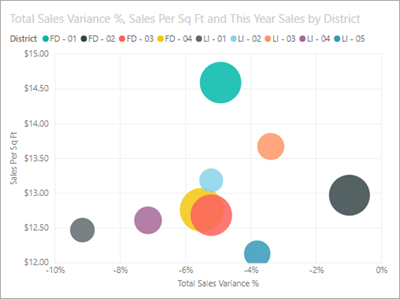 Total Sales Variance %, Sales Per Sq Ft and This Year Sales by District
District FD - 01 FD - 02 FD - 03 FD - 04 LI - 01 LI - 02 LI - 03 LI - 04 LI - 05
$15.00
$14.50
$14.00
$13.50
$13.00
$12.50
$12.00
Sales Per Sq Ft
-10% -8% -6% -4% -2% 0%
Total Sales Variance %